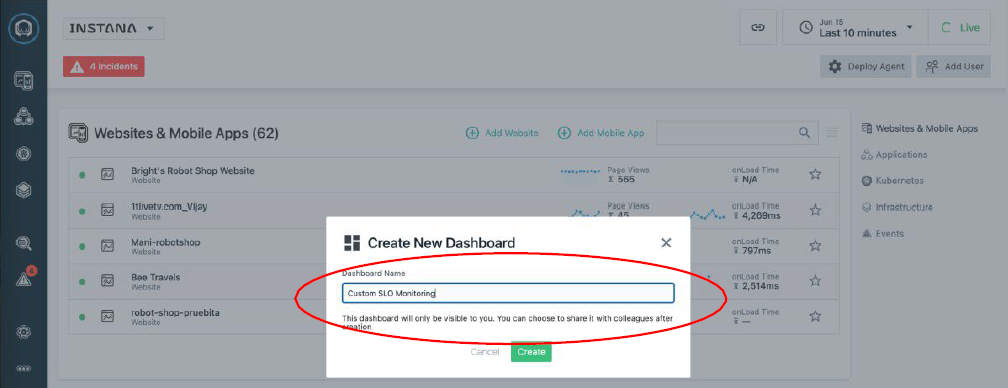 INSTANA
Jun 15
Last 10 minutes
Live
4 Incidents
Deploy Agent
Add User
Websites & Mobile Apps (62)
Add Website
Add Mobile App
Bright's Robot Shop Website
Website
Page Views
Σ 565
onLoad Time
N/A
11livetv.com_Vijay
Website
Page Views
Σ 45
onLoad Time
4,269ms
Mani-robotshop
Website
onLoad Time
797ms
Bee Travels
Website
onLoad Time
2,514ms
robot-shop-pruebita
Website
onLoad Time
—
Websites & Mobile Apps
Applications
Kubernetes
Infrastructure
Events
4
Create New Dashboard
Dashboard Name
Custom SLO Monitoring
This dashboard will only be visible to you. You can choose to share it with colleagues after
creation
Cancel
Create